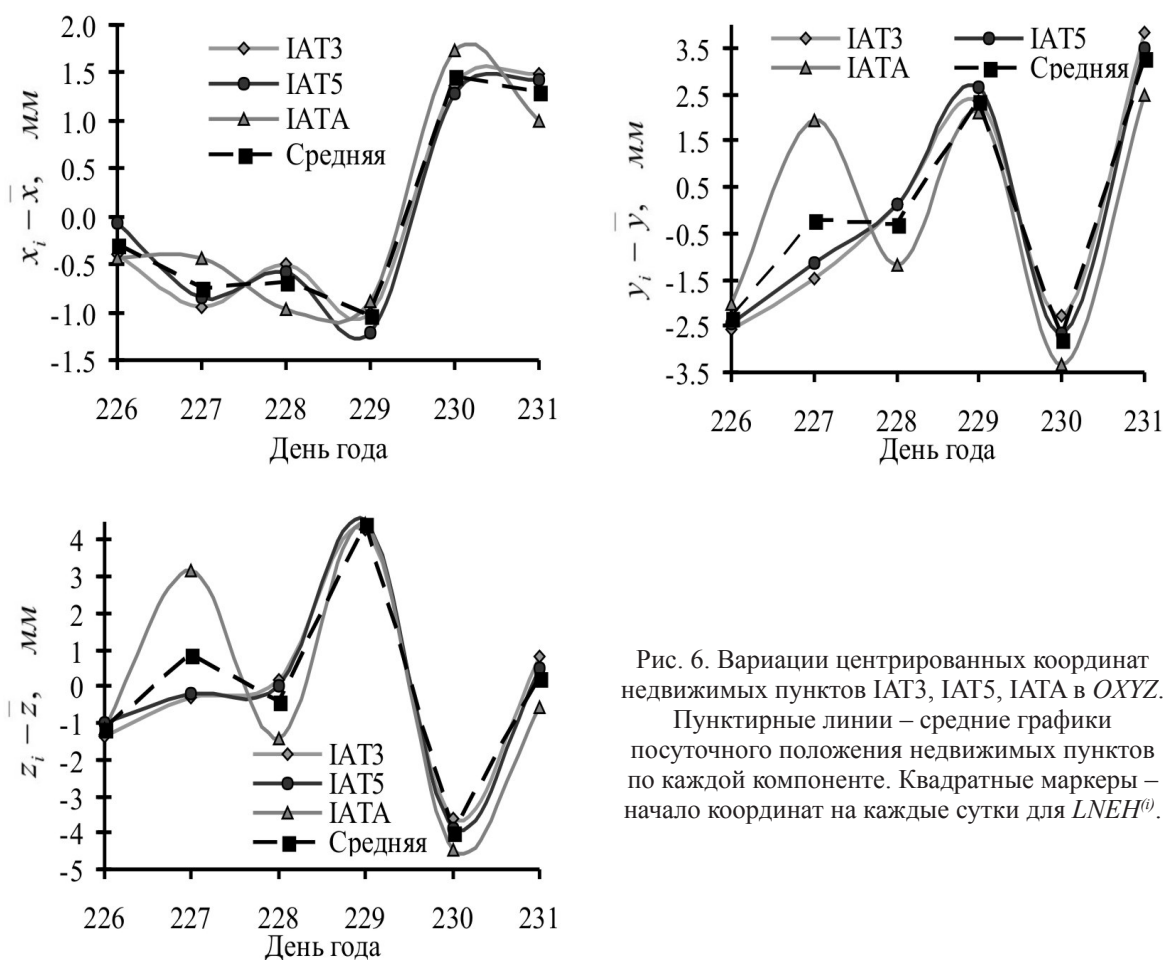 2.0
1.5
1.0
0.5
0.0
-0.5
-1.0
-1.5
x_i – x̅, мм
IAT3
IAT5
IATA
Средняя
226 227 228 229 230 231
День года
3.5
2.5
1.5
0.5
-0.5
-1.5
-2.5
-3.5
y_i – y̅, мм
IAT3 IAT5
IATA Средняя
226 227 228 229 230 231
День года
4
3
2
1
0
-1
-2
-3
-4
-5
z_i – z̅, мм
IAT3
IAT5
IATA
Средняя
226 227 228 229 230 231
День года
Рис. 6. Вариации центрированных координат
недвижимых пунктов IAT3, IAT5, IATA в OXYZ.
Пунктирные линии – средние графики
посуточного положения недвижимых пунктов
по каждой компоненте. Квадратные маркеры –
начало координат на каждые сутки для LNEH⁽ⁱ⁾.